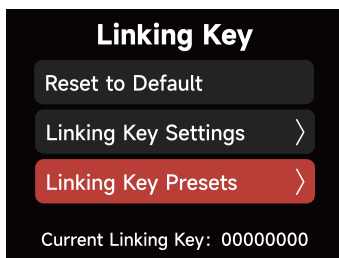 Linking Key
Reset to Default
Linking Key Settings
Linking Key Presets
Current Linking Key: 00000000